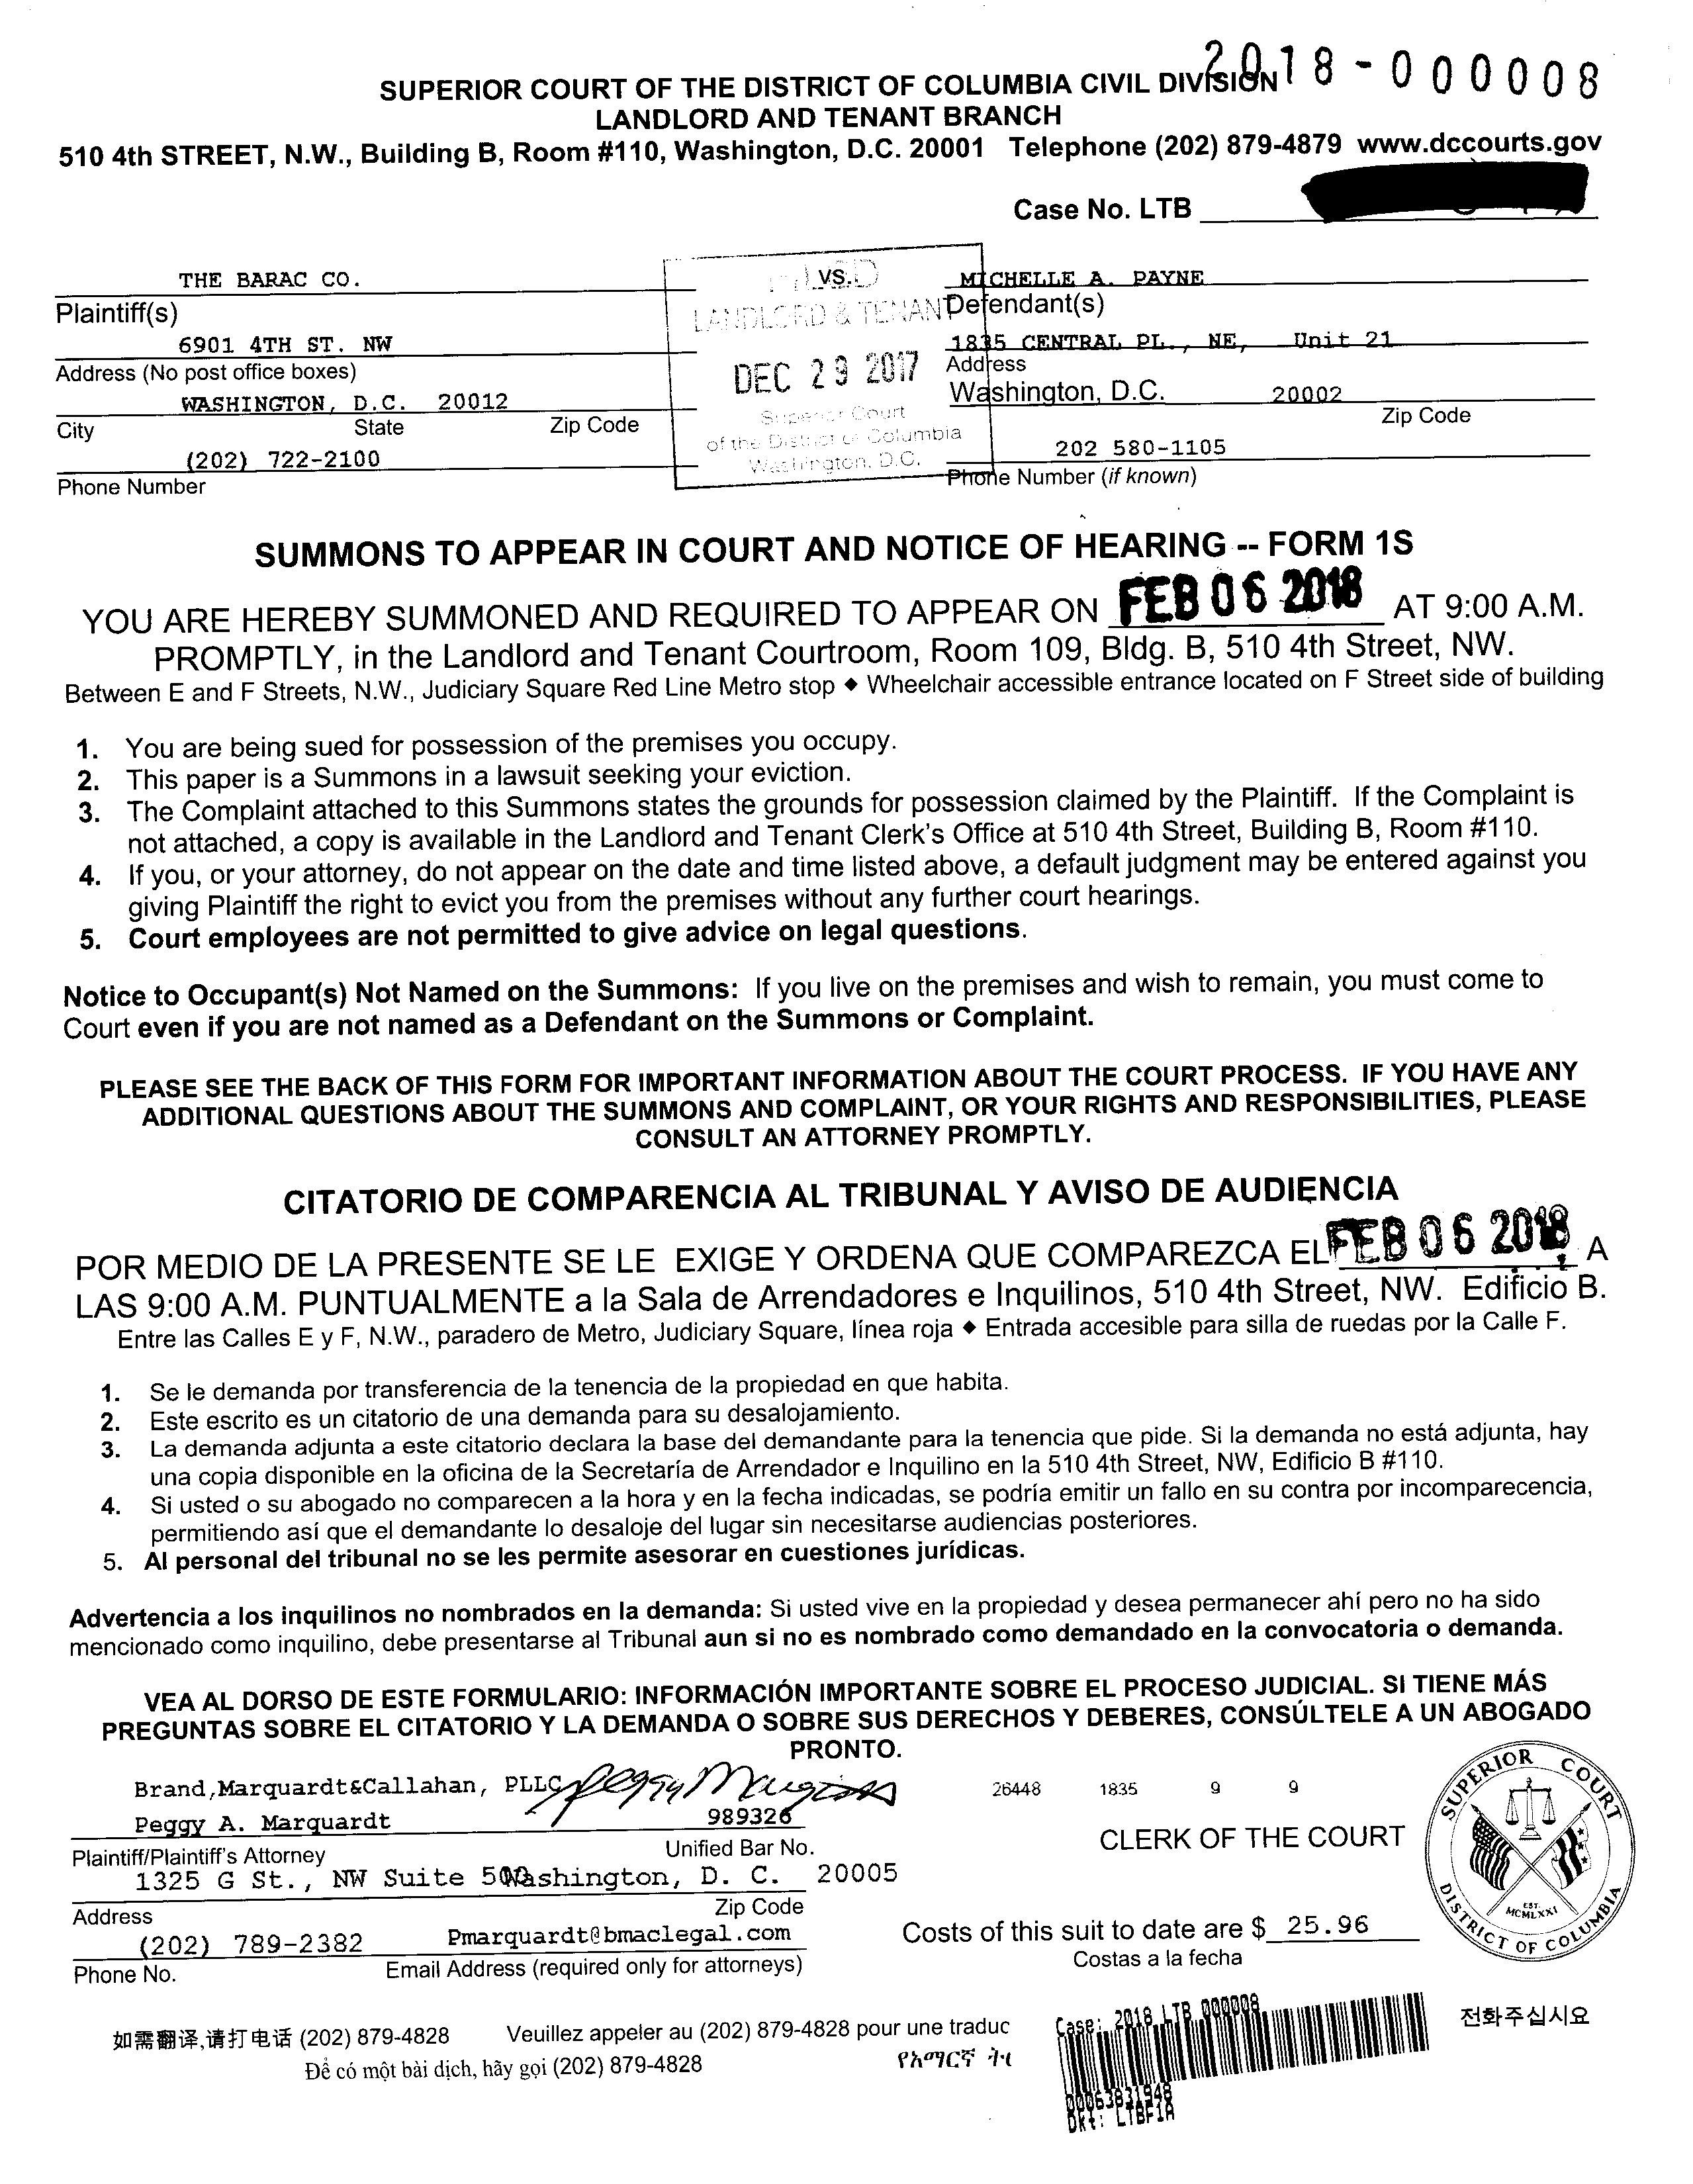 2018-000008
SUPERIOR COURT OF THE DISTRICT OF COLUMBIA CIVIL DIVISION
LANDLORD AND TENANT BRANCH
510 4th STREET, N.W., Building B, Room #110, Washington, D.C. 20001 Telephone (202) 879-4879 www.dccourts.gov
Case No. LTB
THE BARAC CO. VS. MICHELLE A. PAYNE
Plaintiff(s) LANDLORD & TENANT Defendant(s)
6901 4TH ST. NW 1835 CENTRAL PL., NE, Unit 21
Address (No post office boxes) DEC 29 2017 Address
WASHINGTON, D.C. 20012 Washington, D.C. 20002
City State Zip Code Superior Court Zip Code
of the District of Columbia
(202) 722-2100 Washington, D.C. 202 580-1105
Phone Number Phone Number (if known)
SUMMONS TO APPEAR IN COURT AND NOTICE OF HEARING -- FORM 1S
YOU ARE HEREBY SUMMONED AND REQUIRED TO APPEAR ON FEB 06 2018 AT 9:00 A.M.
PROMPTLY, in the Landlord and Tenant Courtroom, Room 109, Bldg. B, 510 4th Street, NW.
Between E and F Streets, N.W., Judiciary Square Red Line Metro stop ♦ Wheelchair accessible entrance located on F Street side of building
1. You are being sued for possession of the premises you occupy.
2. This paper is a Summons in a lawsuit seeking your eviction.
3. The Complaint attached to this Summons states the grounds for possession claimed by the Plaintiff. If the Complaint is
not attached, a copy is available in the Landlord and Tenant Clerk's Office at 510 4th Street, Building B, Room #110.
4. If you, or your attorney, do not appear on the date and time listed above, a default judgment may be entered against you
giving Plaintiff the right to evict you from the premises without any further court hearings.
5. Court employees are not permitted to give advice on legal questions.
Notice to Occupant(s) Not Named on the Summons: If you live on the premises and wish to remain, you must come to
Court even if you are not named as a Defendant on the Summons or Complaint.
PLEASE SEE THE BACK OF THIS FORM FOR IMPORTANT INFORMATION ABOUT THE COURT PROCESS. IF YOU HAVE ANY
ADDITIONAL QUESTIONS ABOUT THE SUMMONS AND COMPLAINT, OR YOUR RIGHTS AND RESPONSIBILITIES, PLEASE
CONSULT AN ATTORNEY PROMPTLY.
CITATORIO DE COMPARENCIA AL TRIBUNAL Y AVISO DE AUDIENCIA
POR MEDIO DE LA PRESENTE SE LE EXIGE Y ORDENA QUE COMPAREZCA EL FEB 06 2018, A
LAS 9:00 A.M. PUNTUALMENTE a la Sala de Arrendadores e Inquilinos, 510 4th Street, NW. Edificio B.
Entre las Calles E y F, N.W., paradero de Metro, Judiciary Square, línea roja ♦ Entrada accesible para silla de ruedas por la Calle F.
1. Se le demanda por transferencia de la tenencia de la propiedad en que habita.
2. Este escrito es un citatorio de una demanda para su desalojamiento.
3. La demanda adjunta a este citatorio declara la base del demandante para la tenencia que pide. Si la demanda no está adjunta, hay
una copia disponible en la oficina de la Secretaría de Arrendador e Inquilino en la 510 4th Street, NW, Edificio B #110.
4. Si usted o su abogado no comparecen a la hora y en la fecha indicadas, se podría emitir un fallo en su contra por incomparecencia,
permitiendo así que el demandante lo desaloje del lugar sin necesitarse audiencias posteriores.
5. Al personal del tribunal no se les permite asesorar en cuestiones jurídicas.
Advertencia a los inquilinos no nombrados en la demanda: Si usted vive en la propiedad y desea permanecer ahí pero no ha sido
mencionado como inquilino, debe presentarse al Tribunal aun si no es nombrado como demandado en la convocatoria o demanda.
VEA AL DORSO DE ESTE FORMULARIO: INFORMACIÓN IMPORTANTE SOBRE EL PROCESO JUDICIAL. SI TIENE MÁS
PREGUNTAS SOBRE EL CITATORIO Y LA DEMANDA O SOBRE SUS DERECHOS Y DEBERES, CONSÚLTELE A UN ABOGADO
PRONTO.
Brand,Marquardt&Callahan, PLLC 26448 1835 9 9
Peggy A. Marquardt 989326
Plaintiff/Plaintiff's Attorney Unified Bar No. CLERK OF THE COURT
1325 G St., NW Suite 500 Washington, D. C. 20005
Address Zip Code
(202) 789-2382 Pmarquardt@bmaclegal.com Costs of this suit to date are $ 25.96
Phone No. Email Address (required only for attorneys) Costas a la fecha
SUPERIOR COURT
EST.
MCMLXXI
DISTRICT OF COLUMBIA
如需翻译,请打电话 (202) 879-4828 Veuillez appeler au (202) 879-4828 pour une traduc Case: 2018 LTB 000008 전화주십시요
Để có một bài dịch, hãy gọi (202) 879-4828 የአማርኛ
00063831948
Dkt: LTBF1A